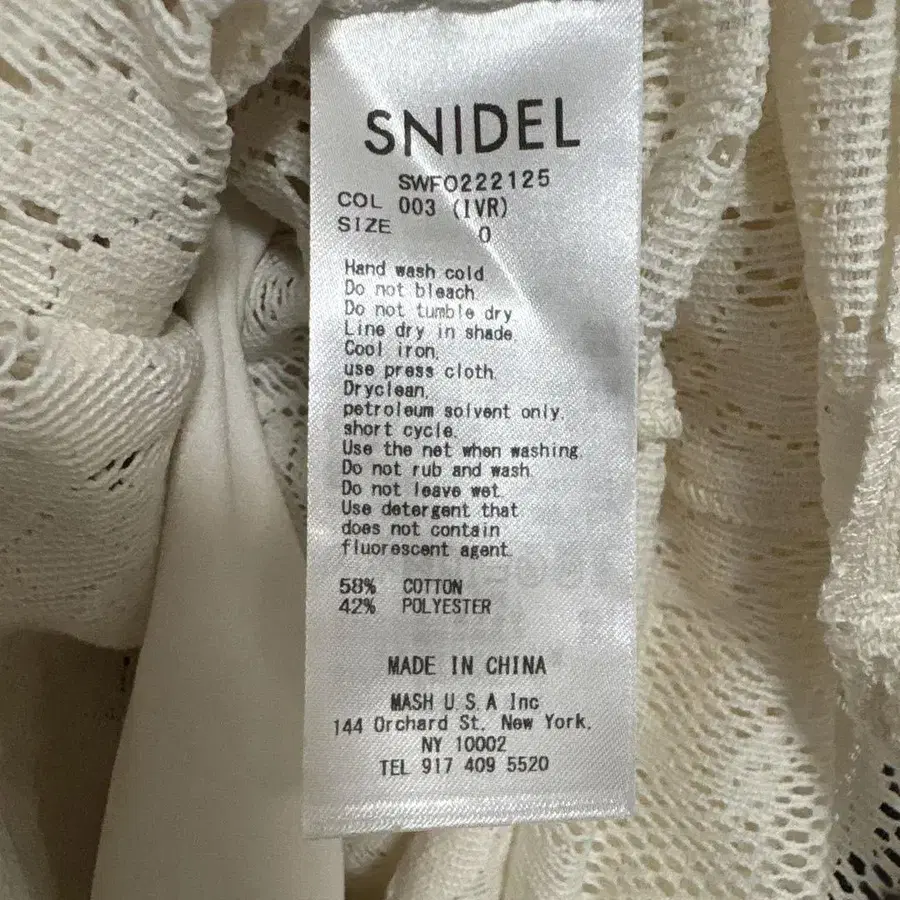 SNIDEL
SWFO222125
COL 003 (IVR)
SIZE 0
Hand wash cold
Do not bleach.
Do not tumble dry
Line dry in shade.
Cool iron,
use press cloth.
Dryclean,
petroleum solvent only,
short cycle.
Use the net when washing.
Do not rub and wash.
Do not leave wet.
Use detergent that
does not contain
fluorescent agent.
58% COTTON
42% POLYESTER
MADE IN CHINA
MASH U.S.A Inc
144 Orchard St. New York,
NY 10002
TEL 917 409 5520